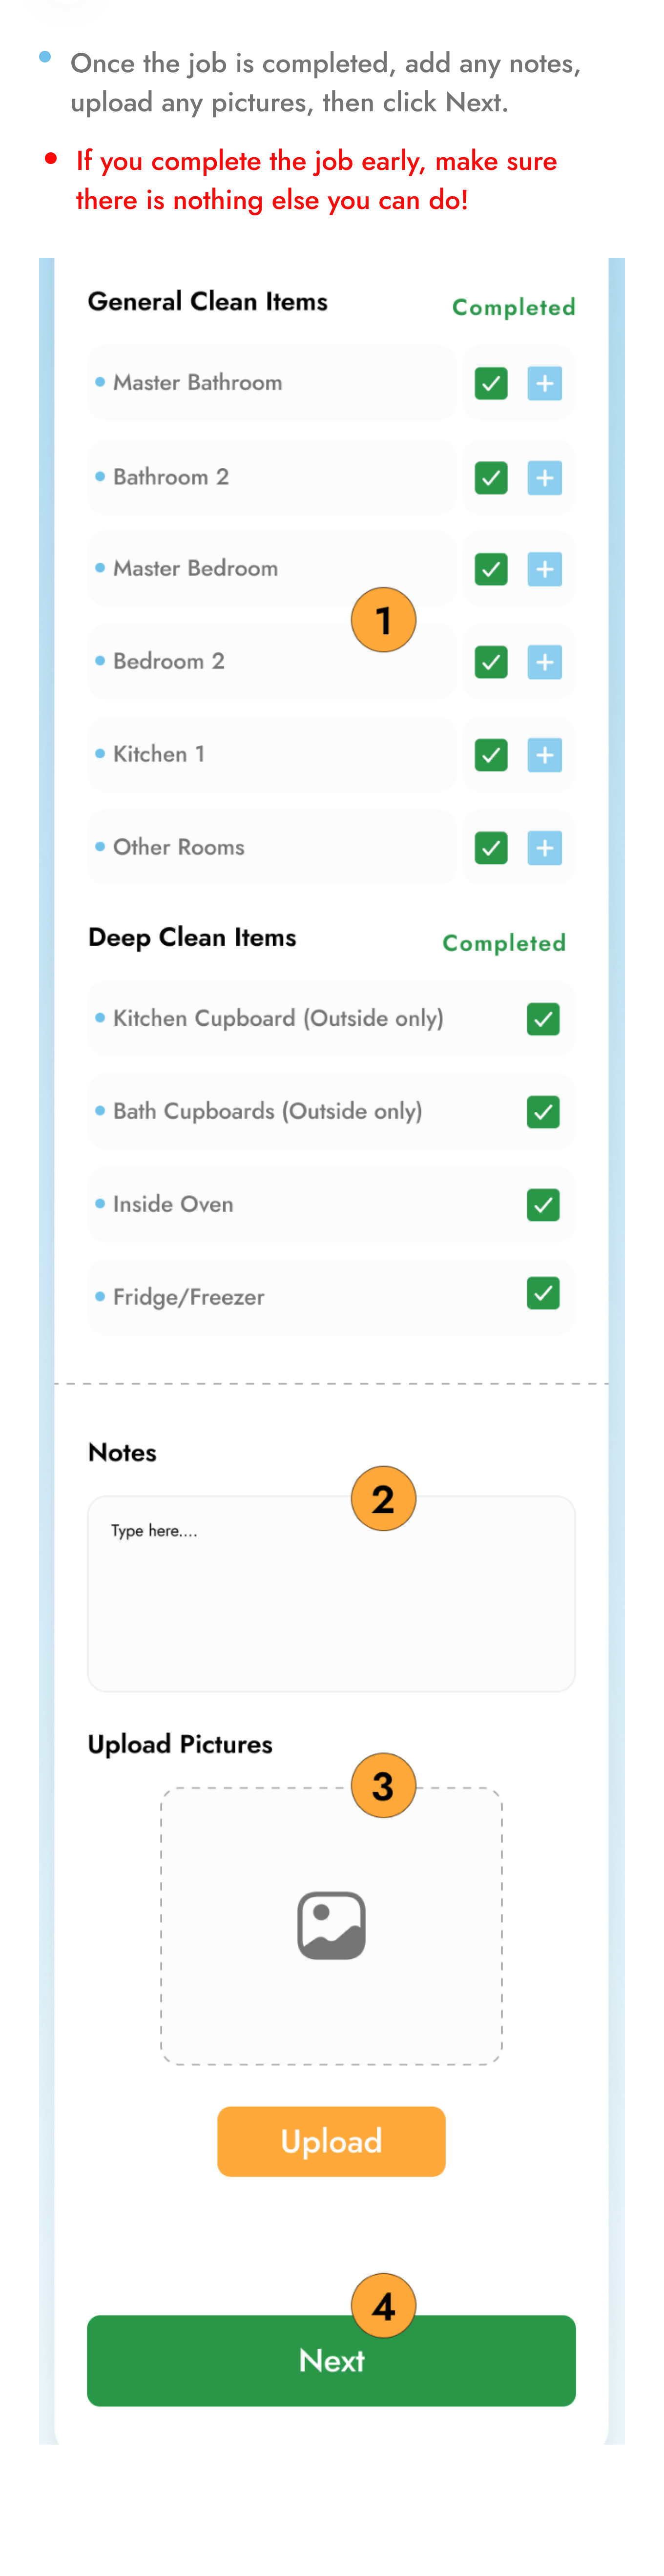 Once the job is completed, add any notes,
upload any pictures, then click Next.
If you complete the job early, make sure
there is nothing else you can do!
General Clean Items Completed
Master Bathroom
Bathroom 2
Master Bedroom
1
Bedroom 2
Kitchen 1
Other Rooms
Deep Clean Items Completed
Kitchen Cupboard (Outside only)
Bath Cupboards (Outside only)
Inside Oven
Fridge/Freezer
Notes
2
Type here....
Upload Pictures
3
Upload
4
Next